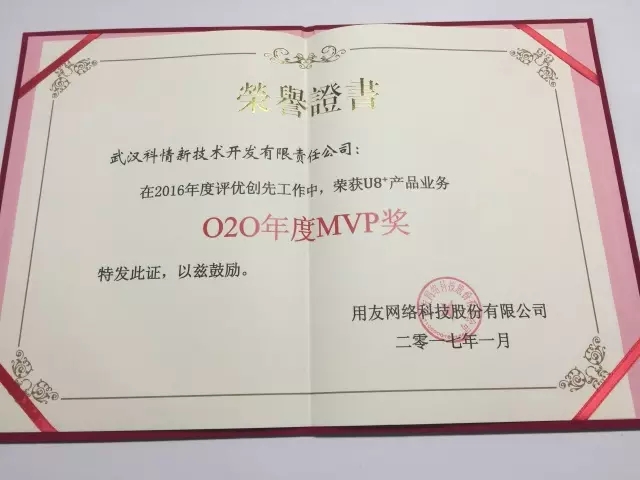 榮譽證書
武汉科情新技术开发有限责任公司：
在2016年度评优创先工作中，荣获U8⁺产品业务
O2O年度MVP奖
特发此证，以兹鼓励。
用友网络科技股份有限公司
二零一七年一月